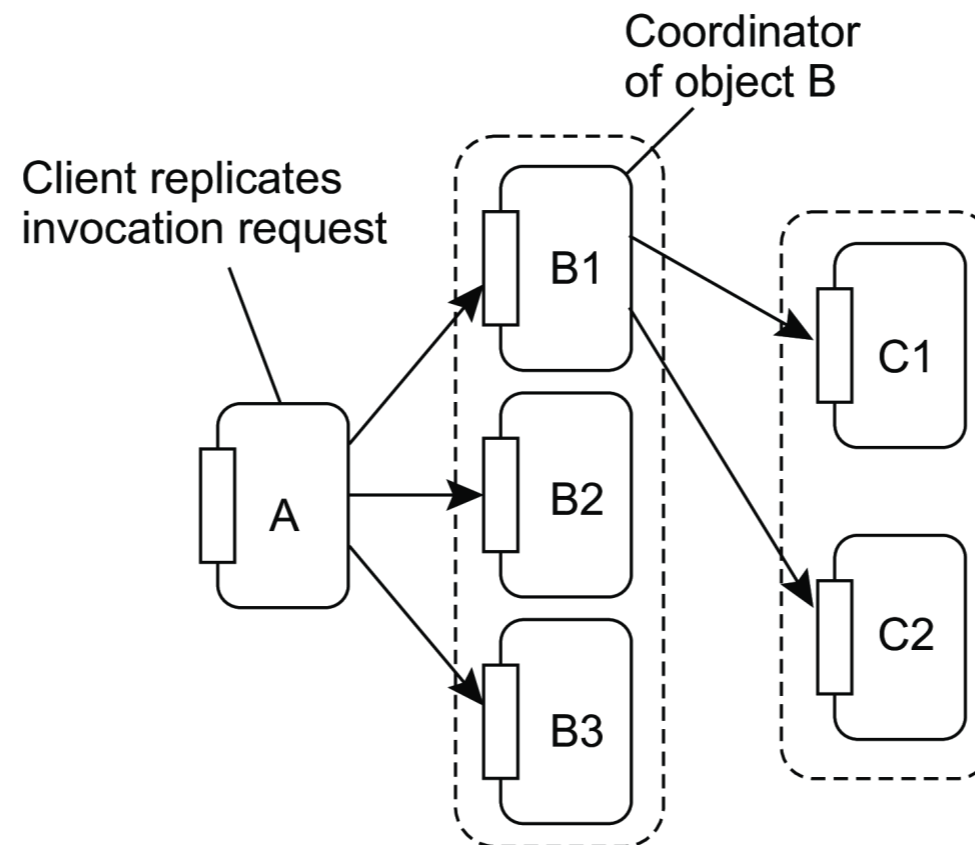 Coordinator
of object B
Client replicates
invocation request
B1
C1
A
B2
C2
B3